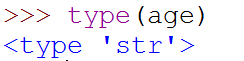 >>> type(age)
<type 'str'>